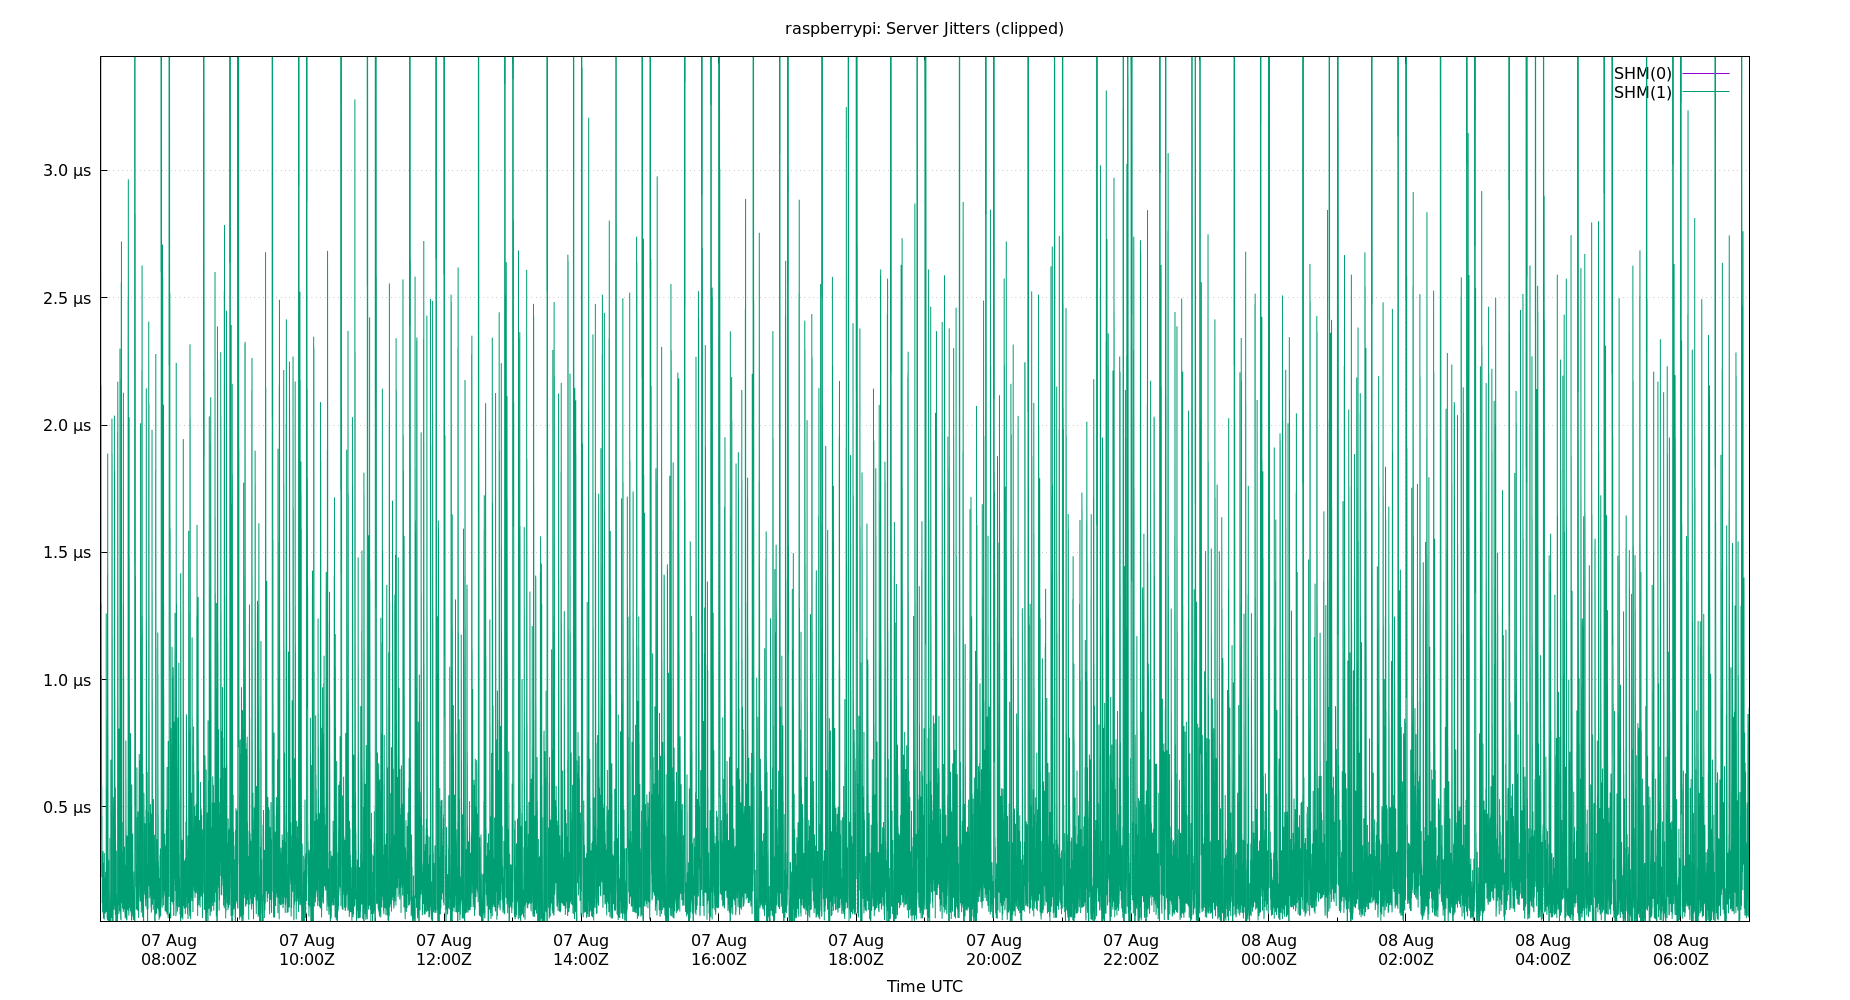 raspberrypi: Server Jitters (clipped)
SHM(0)
SHM(1)
3.0 µs
2.5 µs
2.0 µs
1.5 µs
1.0 µs
0.5 µs
07 Aug 07 Aug 07 Aug 07 Aug 07 Aug 07 Aug 07 Aug 07 Aug 08 Aug 08 Aug 08 Aug 08 Aug
08:00Z 10:00Z 12:00Z 14:00Z 16:00Z 18:00Z 20:00Z 22:00Z 00:00Z 02:00Z 04:00Z 06:00Z
Time UTC